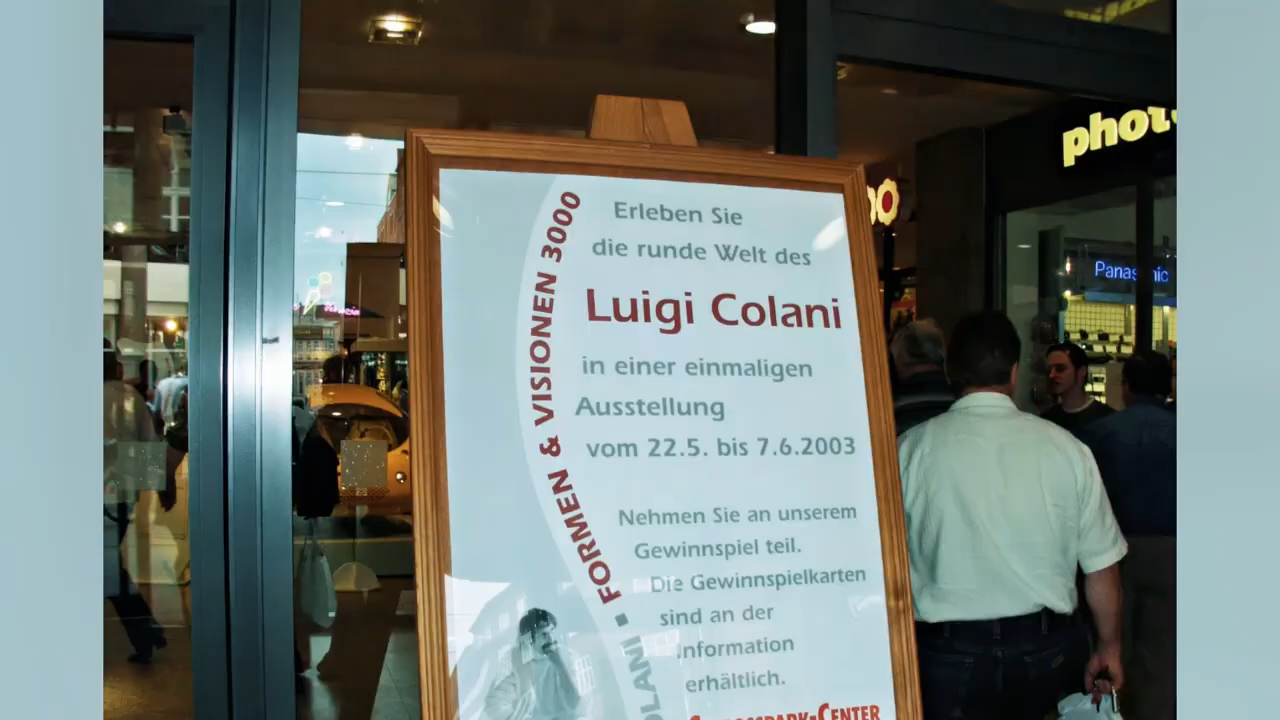 Erleben Sie
die runde Welt des
Luigi Colani
in einer einmaligen
Ausstellung
vom 22.5. bis 7.6.2003
Nehmen Sie an unserem
Gewinnspiel teil.
Die Gewinnspielkarten
sind an der
Information
erhältlich.
OLANI ▪ FORMEN & VISIONEN 3000
Panasonic